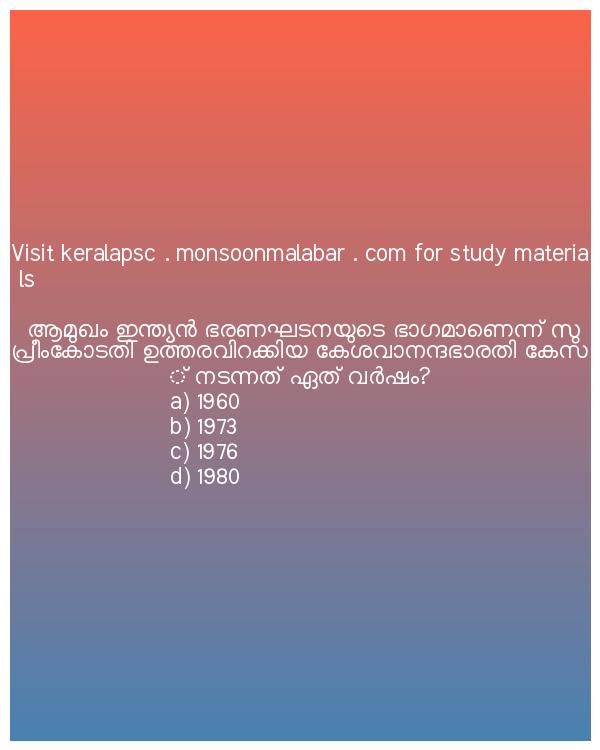 Visit keralapsc . monsoonmalabar . com for study materia
ls
ആമുഖം ഇന്ത്യൻ ഭരണഘടനയുടെ ഭാഗമാണെന്ന് സു
പ്രീംകോടതി ഉത്തരവിറക്കിയ കേശവാനന്ദഭാരതി കേസ
് നടന്നത് ഏത് വർഷം?
a) 1960
b) 1973
c) 1976
d) 1980